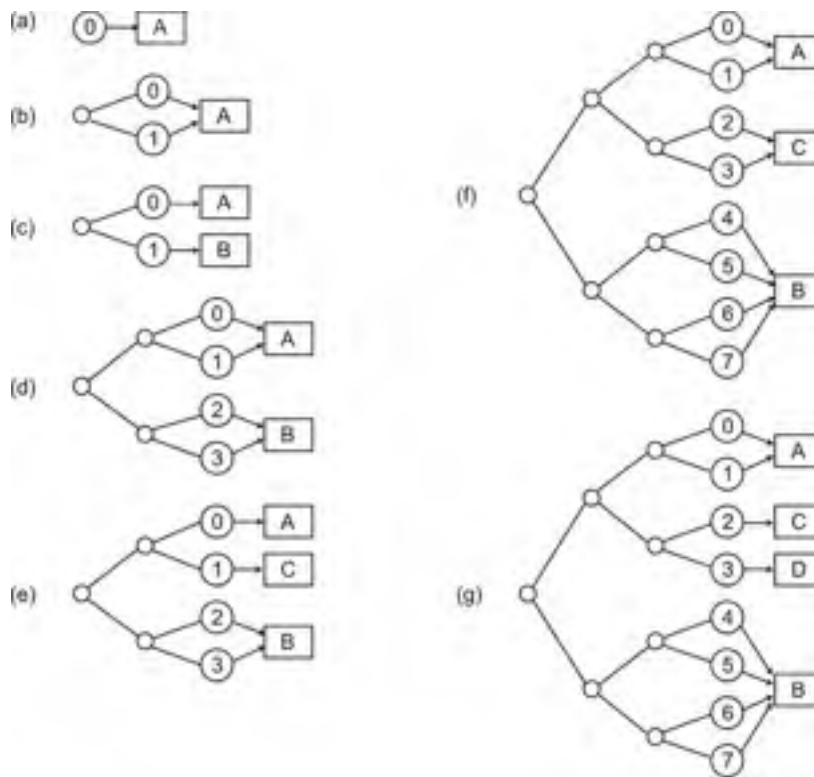 (a) 0 A
(b) 0 1 A
(c) 0 A
1 B
(d) 0 1 A
2 3 B
(e) 0 A
1 C
2 3 B
(f) 0 1 A
2 3 C
4 5 6 7 B
(g) 0 1 A
2 C
3 D
4 5 6 7 B